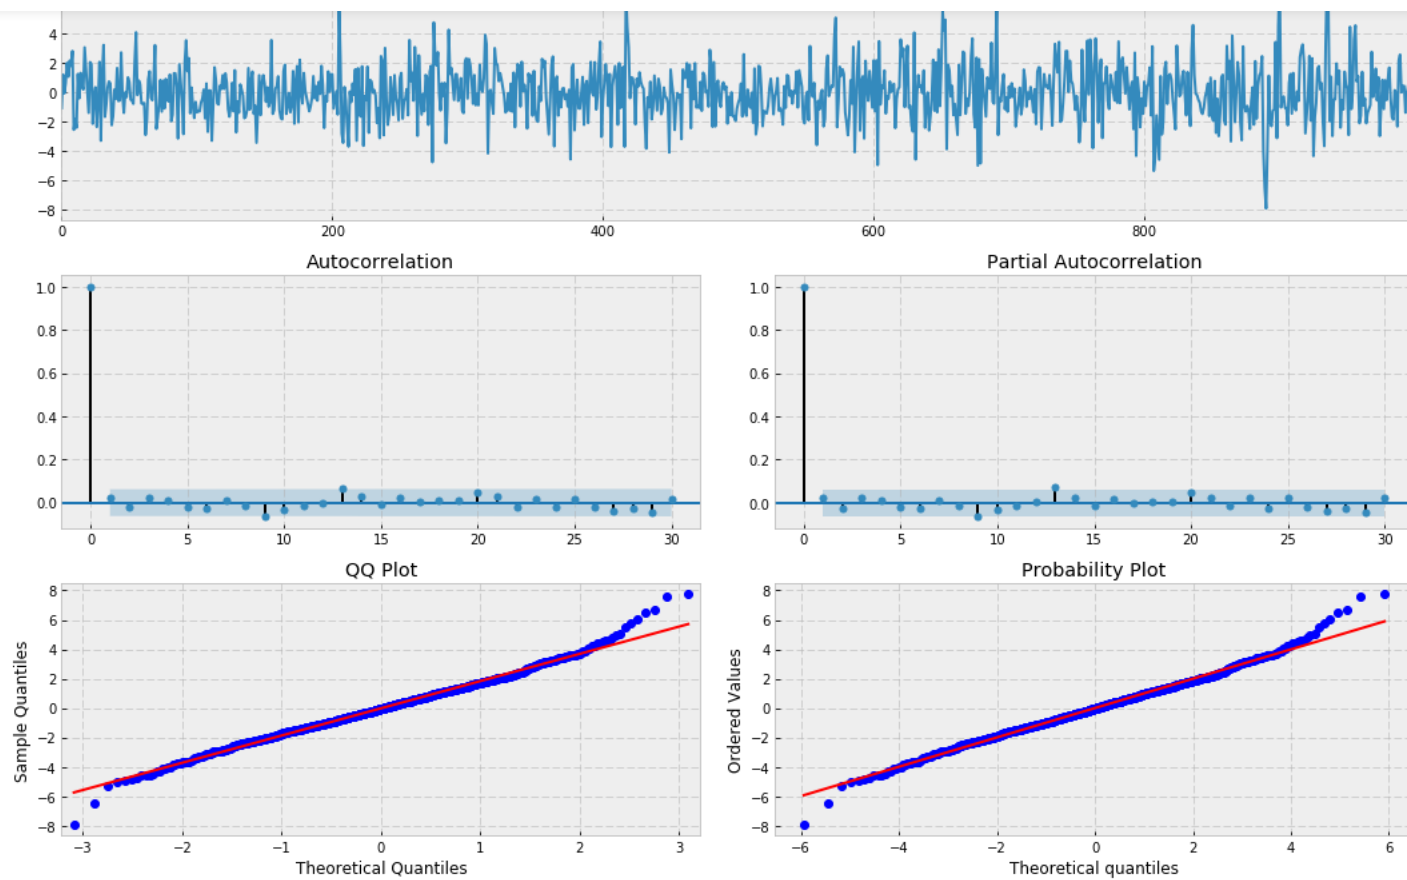 4
2
0
−2
−4
−6
−8
0 200 400 600 800
Autocorrelation
1.0
0.8
0.6
0.4
0.2
0.0
0 5 10 15 20 25 30
Partial Autocorrelation
1.0
0.8
0.6
0.4
0.2
0.0
0 5 10 15 20 25 30
QQ Plot
Sample Quantiles
8
6
4
2
0
−2
−4
−6
−8
−3 −2 −1 0 1 2 3
Theoretical Quantiles
Probability Plot
Ordered Values
8
6
4
2
0
−2
−4
−6
−8
−6 −4 −2 0 2 4 6
Theoretical quantiles